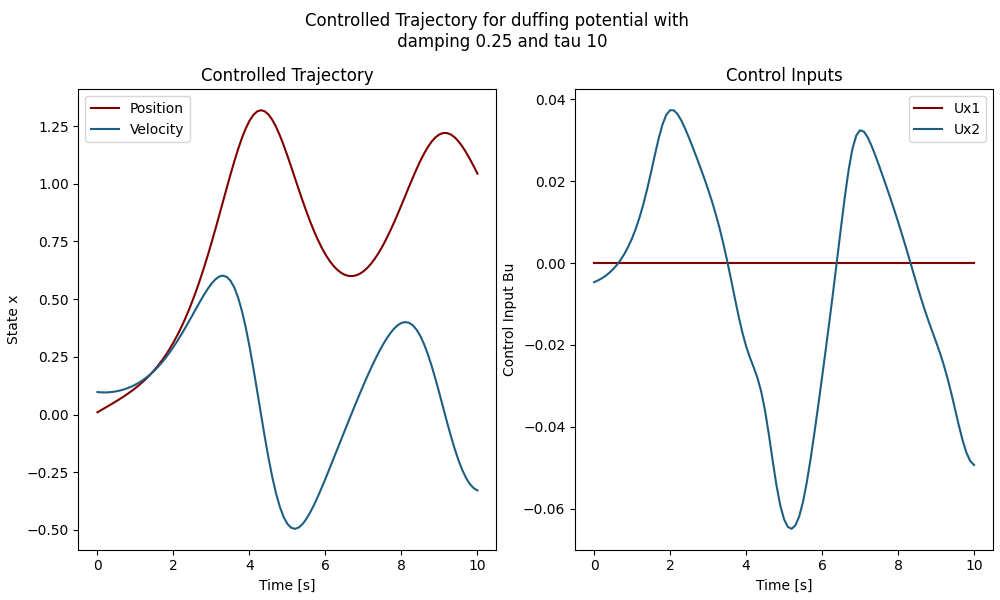 Controlled Trajectory for duffing potential with
damping 0.25 and tau 10
Controlled Trajectory
Position
Velocity
1.25
1.00
0.75
0.50
0.25
0.00
−0.25
−0.50
State x
0 2 4 6 8 10
Time [s]
Control Inputs
Ux1
Ux2
0.04
0.02
0.00
−0.02
−0.04
−0.06
Control Input Bu
0 2 4 6 8 10
Time [s]